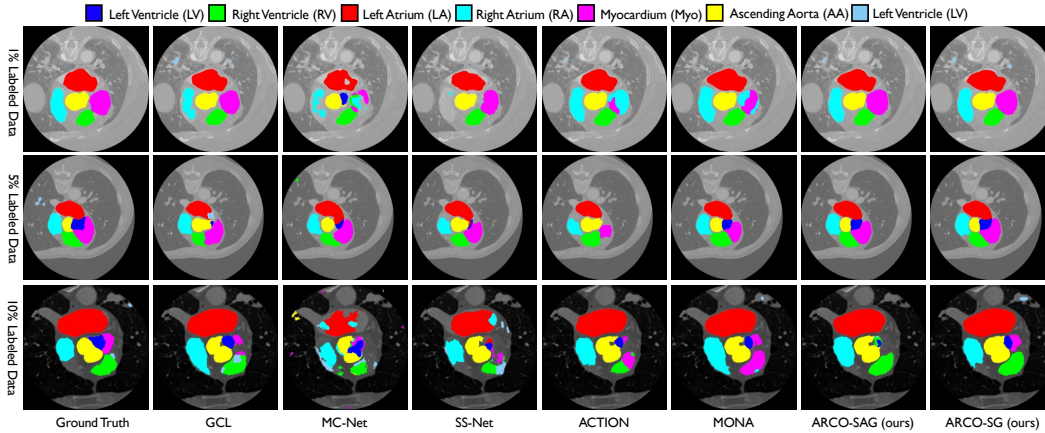 Left Ventricle (LV) Right Ventricle (RV) Left Atrium (LA) Right Atrium (RA) Myocardium (Myo) Ascending Aorta (AA) Left Ventricle (LV)
1% Labeled Data
5% Labeled Data
10% Labeled Data
Ground Truth GCL MC-Net SS-Net ACTION MONA ARCO-SAG (ours) ARCO-SG (ours)